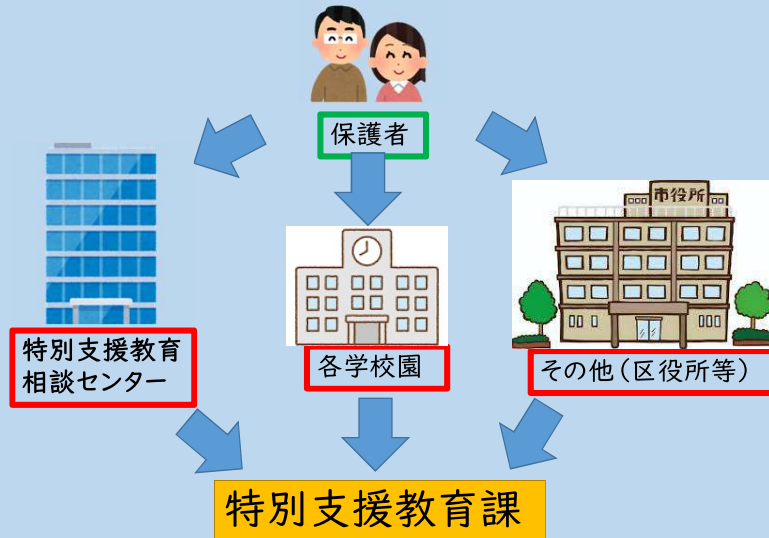 保護者
市役所
特別支援教育
相談センター
各学校園
その他(区役所等)
特別支援教育課